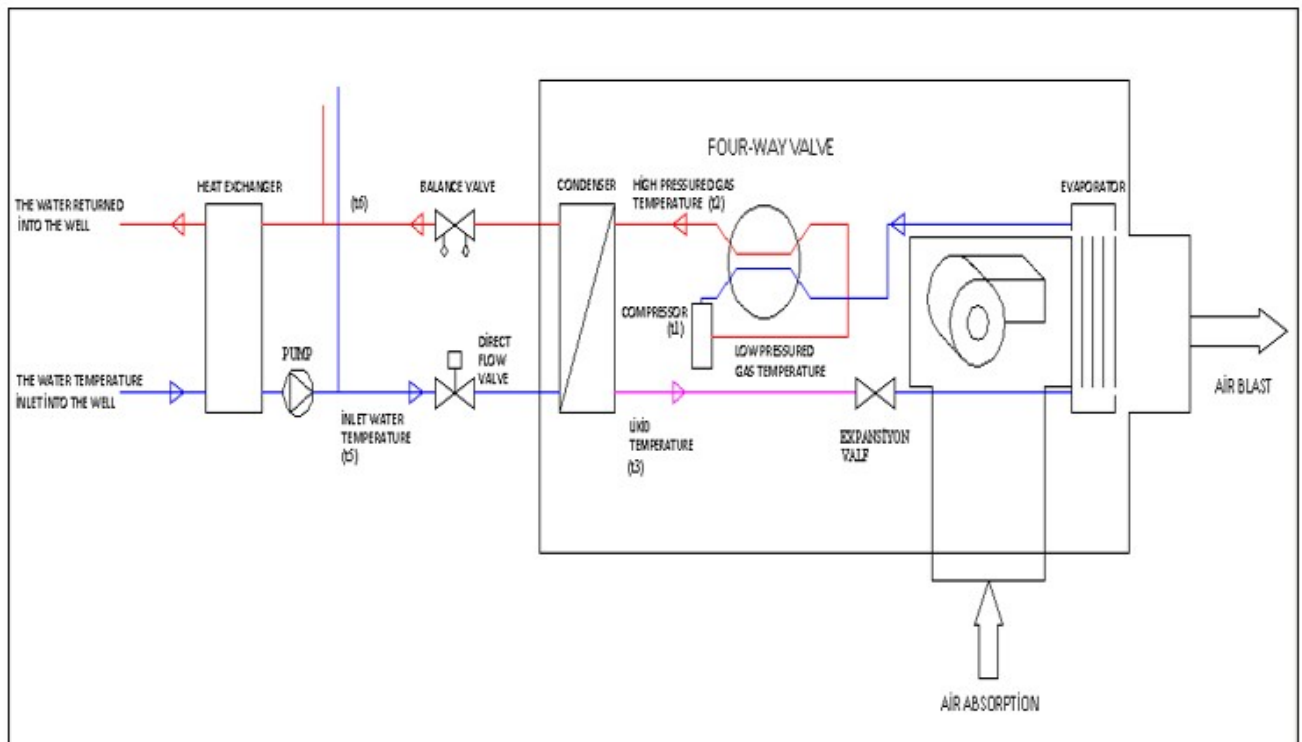 FOUR-WAY VALVE
HEAT EXCHANGER
(t6)
BALANCE VALVE
CONDENSER
HİGH PRESSURED GAS
TEMPERATURE (t2)
EVAPORATOR
THE WATER RETURNED
İNTO THE WELL
COMPRESSOR
(t1)
PUMP
DİRECT
FLOW
VALVE
LOW PRESSURED
GAS TEMPERATURE
THE WATER TEMPERATURE
İNLET INTO THE WELL
AİR BLAST
İNLET WATER
TEMPERATURE
(t5)
LİKİD
TEMPERATURE
(t3)
EXPANSİYON
VALF
AİR ABSORPTİON